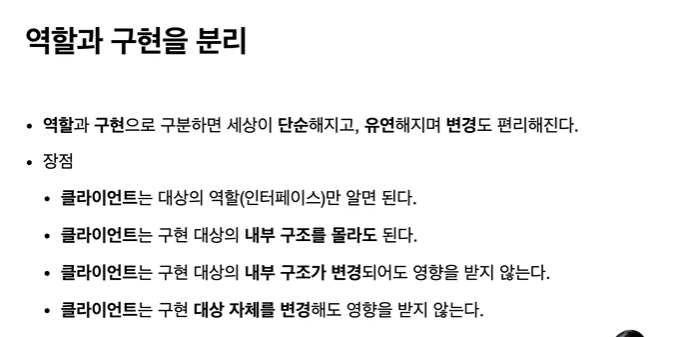 역할과 구현을 분리
• 역할과 구현으로 구분하면 세상이 단순해지고, 유연해지며 변경도 편리해진다.
• 장점
• 클라이언트는 대상의 역할(인터페이스)만 알면 된다.
• 클라이언트는 구현 대상의 내부 구조를 몰라도 된다.
• 클라이언트는 구현 대상의 내부 구조가 변경되어도 영향을 받지 않는다.
• 클라이언트는 구현 대상 자체를 변경해도 영향을 받지 않는다.